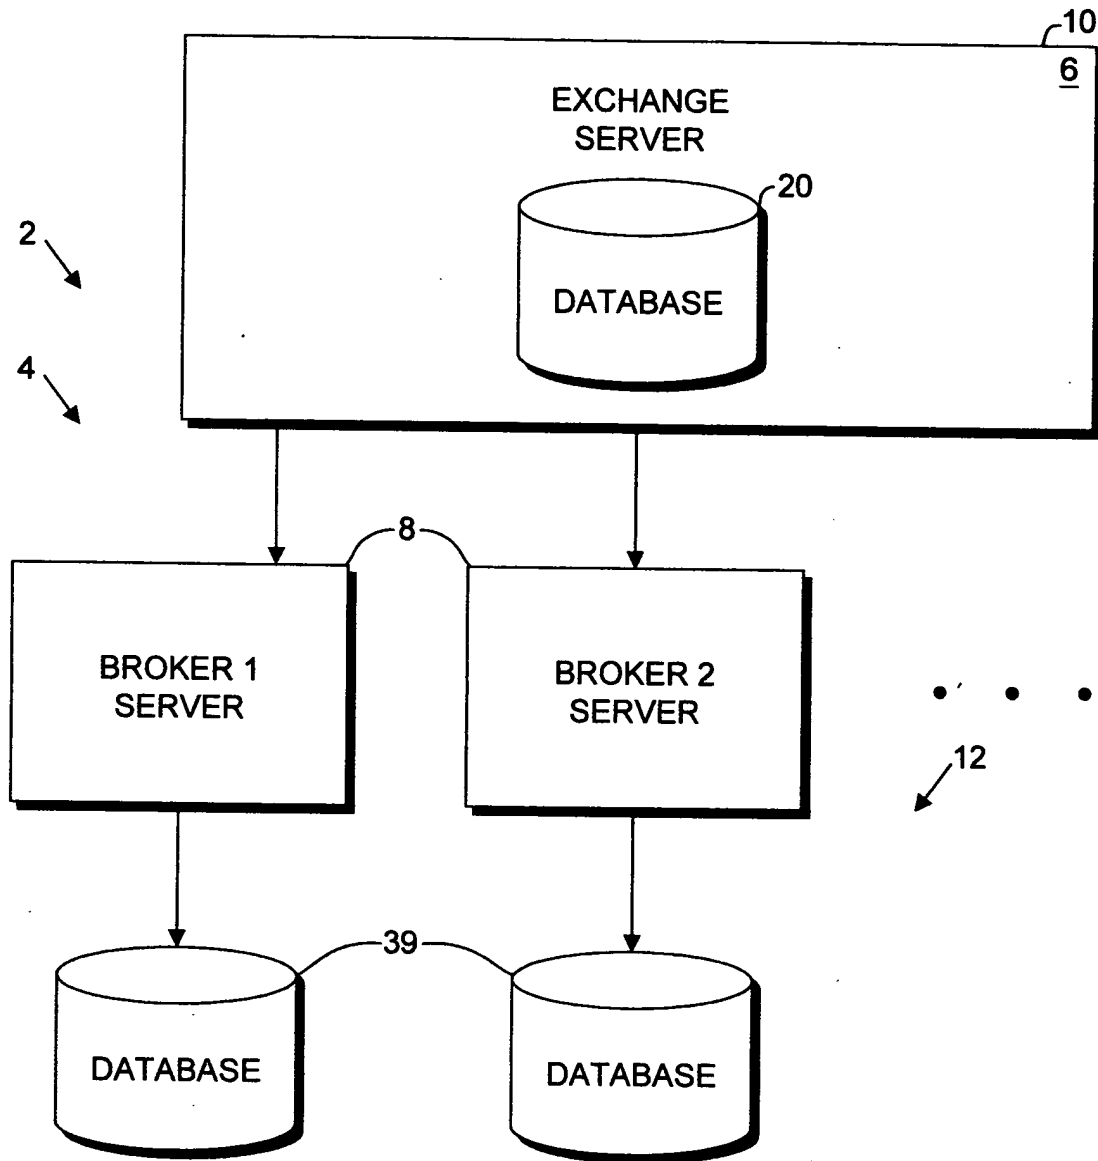 10
6
EXCHANGE
SERVER
20
DATABASE
2
4
8
BROKER 1
SERVER
BROKER 2
SERVER
12
39
DATABASE
DATABASE